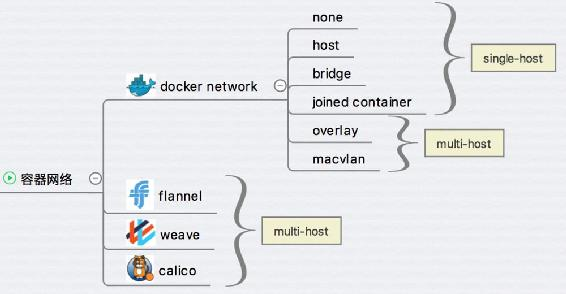 容器网络
docker network
none
host
bridge
joined container
single-host
overlay
macvlan
multi-host
flannel
weave
calico
multi-host